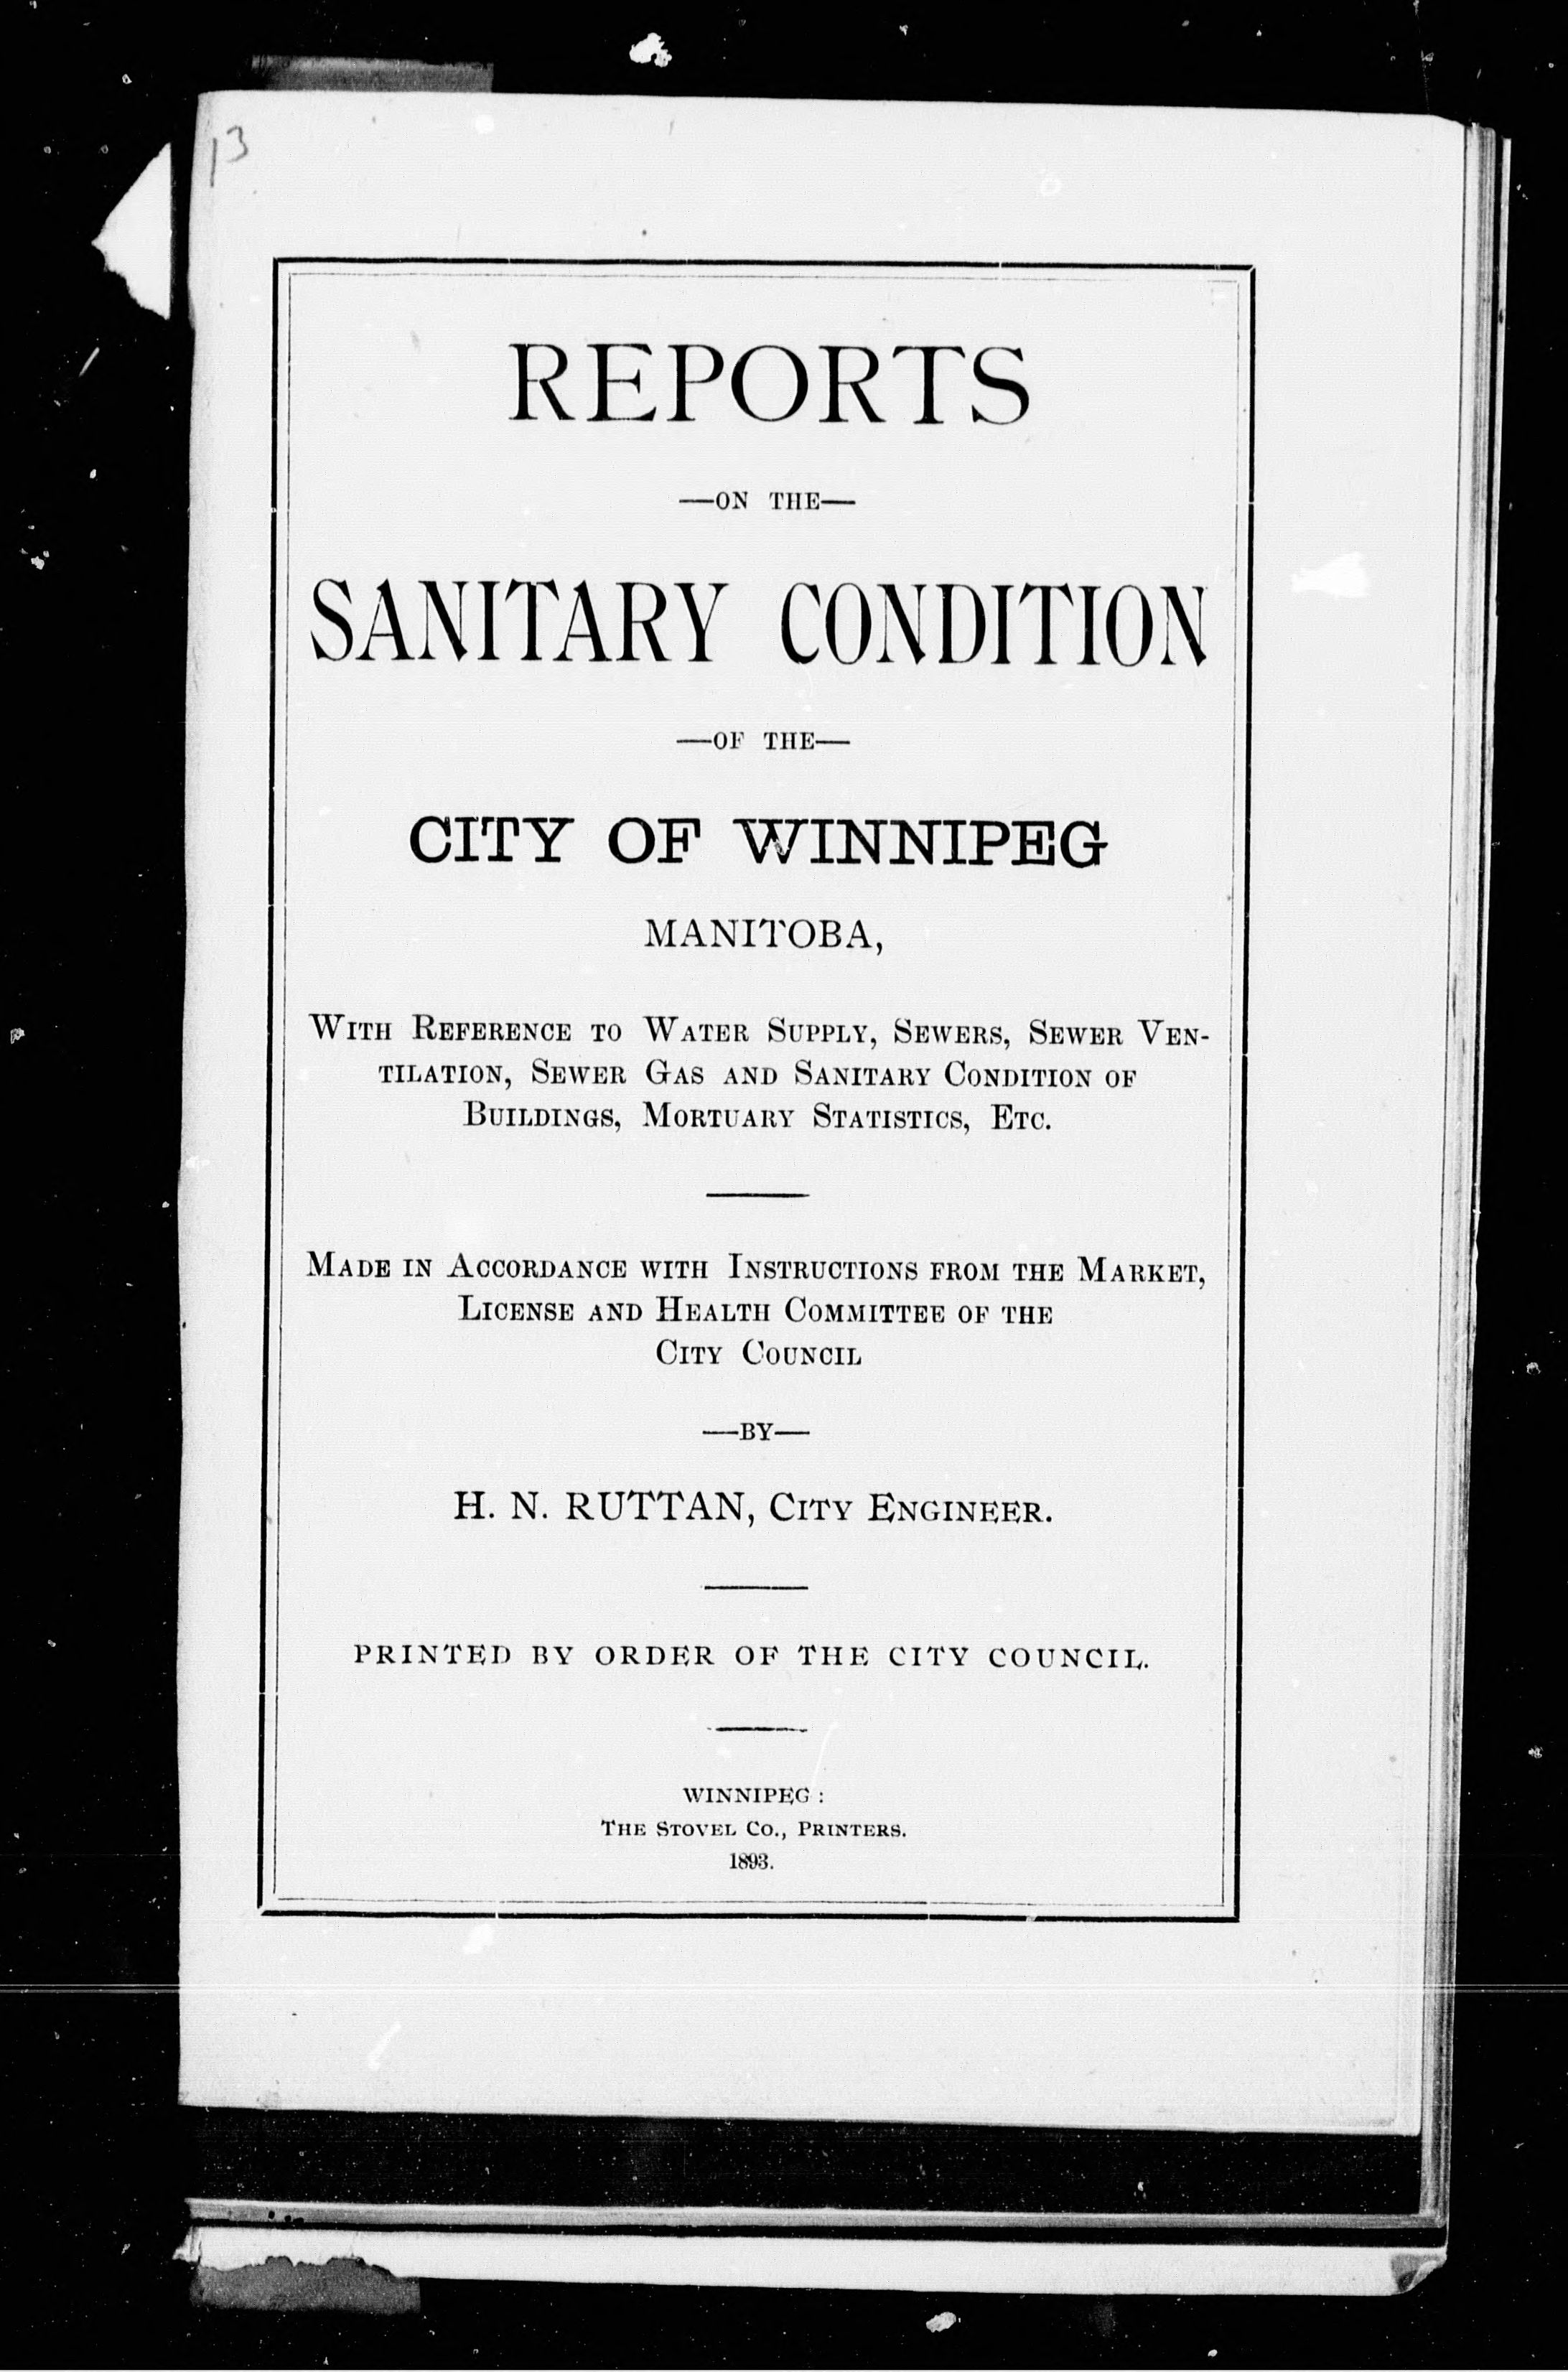 13
REPORTS
—ON THE—
SANITARY CONDITION
—OF THE—
CITY OF WINNIPEG
MANITOBA,
WITH REFERENCE TO WATER SUPPLY, SEWERS, SEWER VEN-
TILATION, SEWER GAS AND SANITARY CONDITION OF
BUILDINGS, MORTUARY STATISTICS, ETC.
MADE IN ACCORDANCE WITH INSTRUCTIONS FROM THE MARKET,
LICENSE AND HEALTH COMMITTEE OF THE
CITY COUNCIL
—BY—
H. N. RUTTAN, CITY ENGINEER.
PRINTED BY ORDER OF THE CITY COUNCIL.
WINNIPEG:
THE STOVEL CO., PRINTERS.
1893.